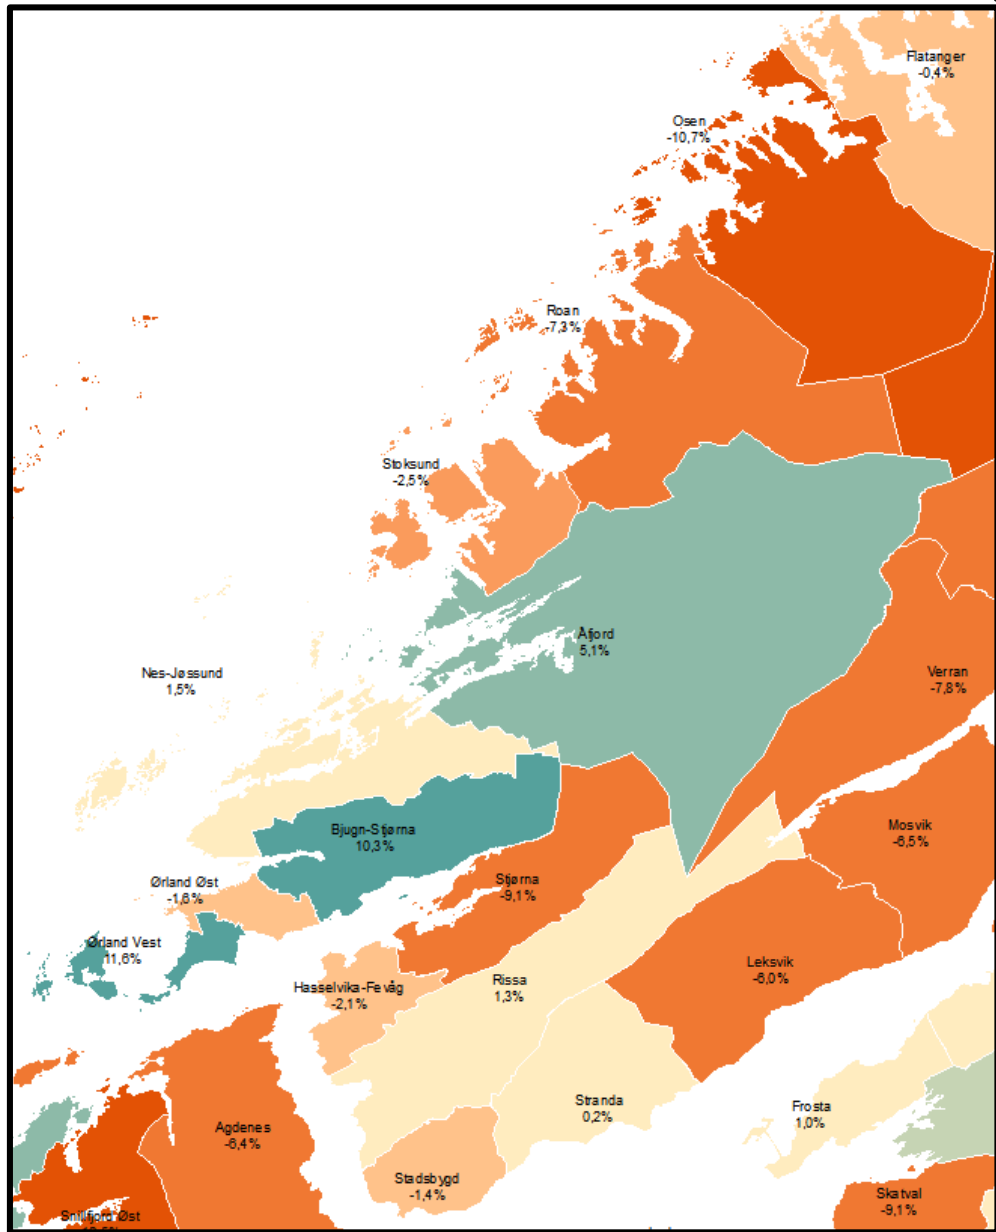 Flatanger
-0,4%
Osen
-10,7%
Roan
-7,3%
Stoksund
-2,5%
Åfjord
5,1%
Nes-Jøssund
1,5%
Verran
-7,8%
Bjugn-Stjørna
10,3%
Mosvik
-6,5%
Ørland Øst
-1,6%
Stjørna
-9,1%
Ørland Vest
11,6%
Leksvik
-6,0%
Hasselvika-Fevåg
-2,1%
Rissa
1,3%
Stranda
0,2%
Frosta
1,0%
Agdenes
-6,4%
Stadsbygd
-1,4%
Skatval
-9,1%
Snillfjord Øst